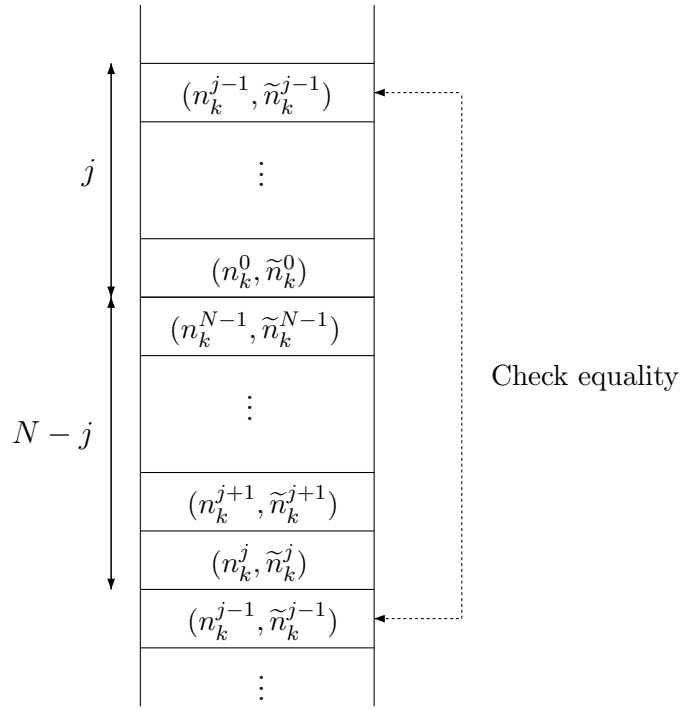 (n_k^{j-1}, ñ_k^{j-1})
j
⋮
(n_k^0, ñ_k^0)
(n_k^{N-1}, ñ_k^{N-1})
Check equality
⋮
N − j
(n_k^{j+1}, ñ_k^{j+1})
(n_k^j, ñ_k^j)
(n_k^{j-1}, ñ_k^{j-1})
⋮